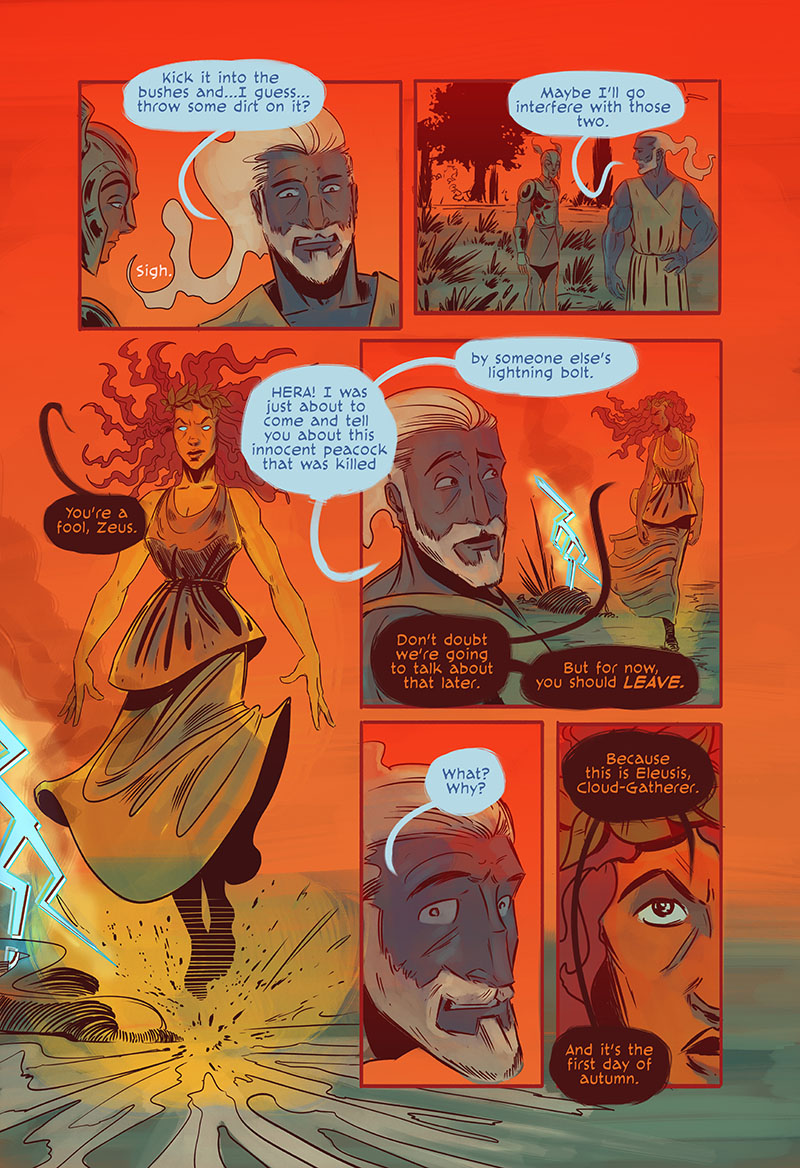 Kick it into the
bushes and...I guess...
throw some dirt on it?
Sigh.
Maybe I'll go
interfere with those
two.
You're a
fool, Zeus.
HERA! I was
just about to
come and tell
you about this
innocent peacock
that was killed
by someone else's
lightning bolt.
Don't doubt
we're going
to talk about
that later.
But for now,
you should LEAVE.
What?
Why?
Because
this is Eleusis,
Cloud-Gatherer.
And it's the
first day of
autumn.